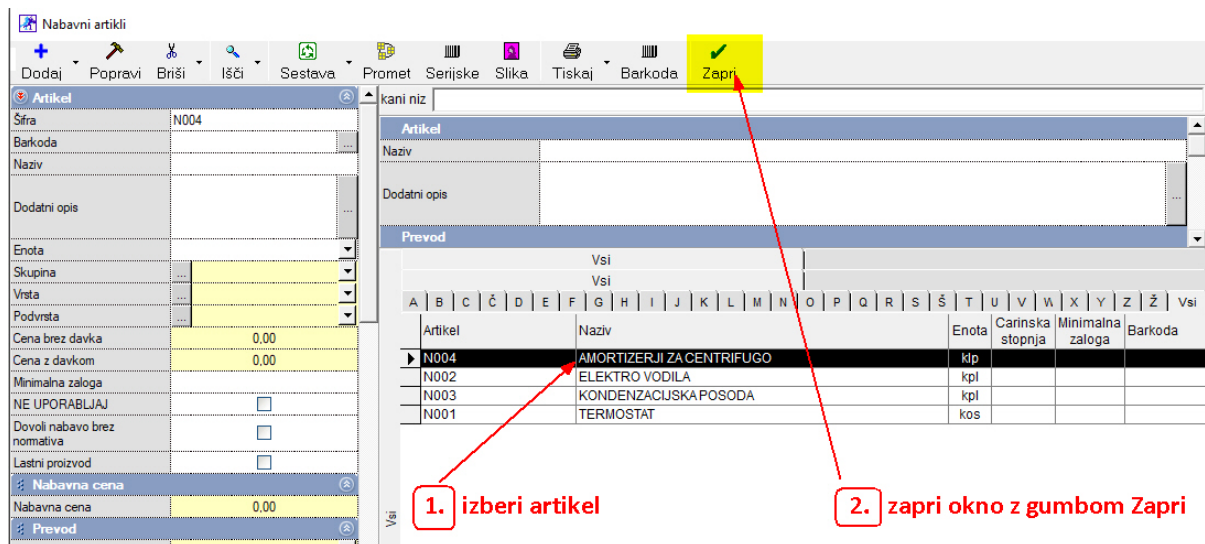 Nabavni artikli
Dodaj Popravi Briši Išči Sestava Promet Serijske Slika Tiskaj Barkoda Zapri
Artikel
Šifra N004
Barkoda ...
Naziv
Dodatni opis ...
Enota
Skupina ...
Vrsta ...
Podvrsta ...
Cena brez davka 0,00
Cena z davkom 0,00
Minimalna zaloga
NE UPORABLJAJ
Dovoli nabavo brez
normativa
Lastni proizvod
Nabavna cena
Nabavna cena 0,00
Prevod
kani niz
Artikel
Naziv
Dodatni opis ...
Prevod
Vsi
Vsi
A B C Č D E F G H I J K L M N O P Q R S Š T U V W X Y Z Ž Vsi
Artikel Naziv Enota Carinska stopnja Minimalna zaloga Barkoda
N004 AMORTIZERJI ZA CENTRIFUGO klp
N002 ELEKTRO VODILA kpl
N003 KONDENZACIJSKA POSODA kpl
N001 TERMOSTAT kos
Vsi
1. izberi artikel
2. zapri okno z gumbom Zapri